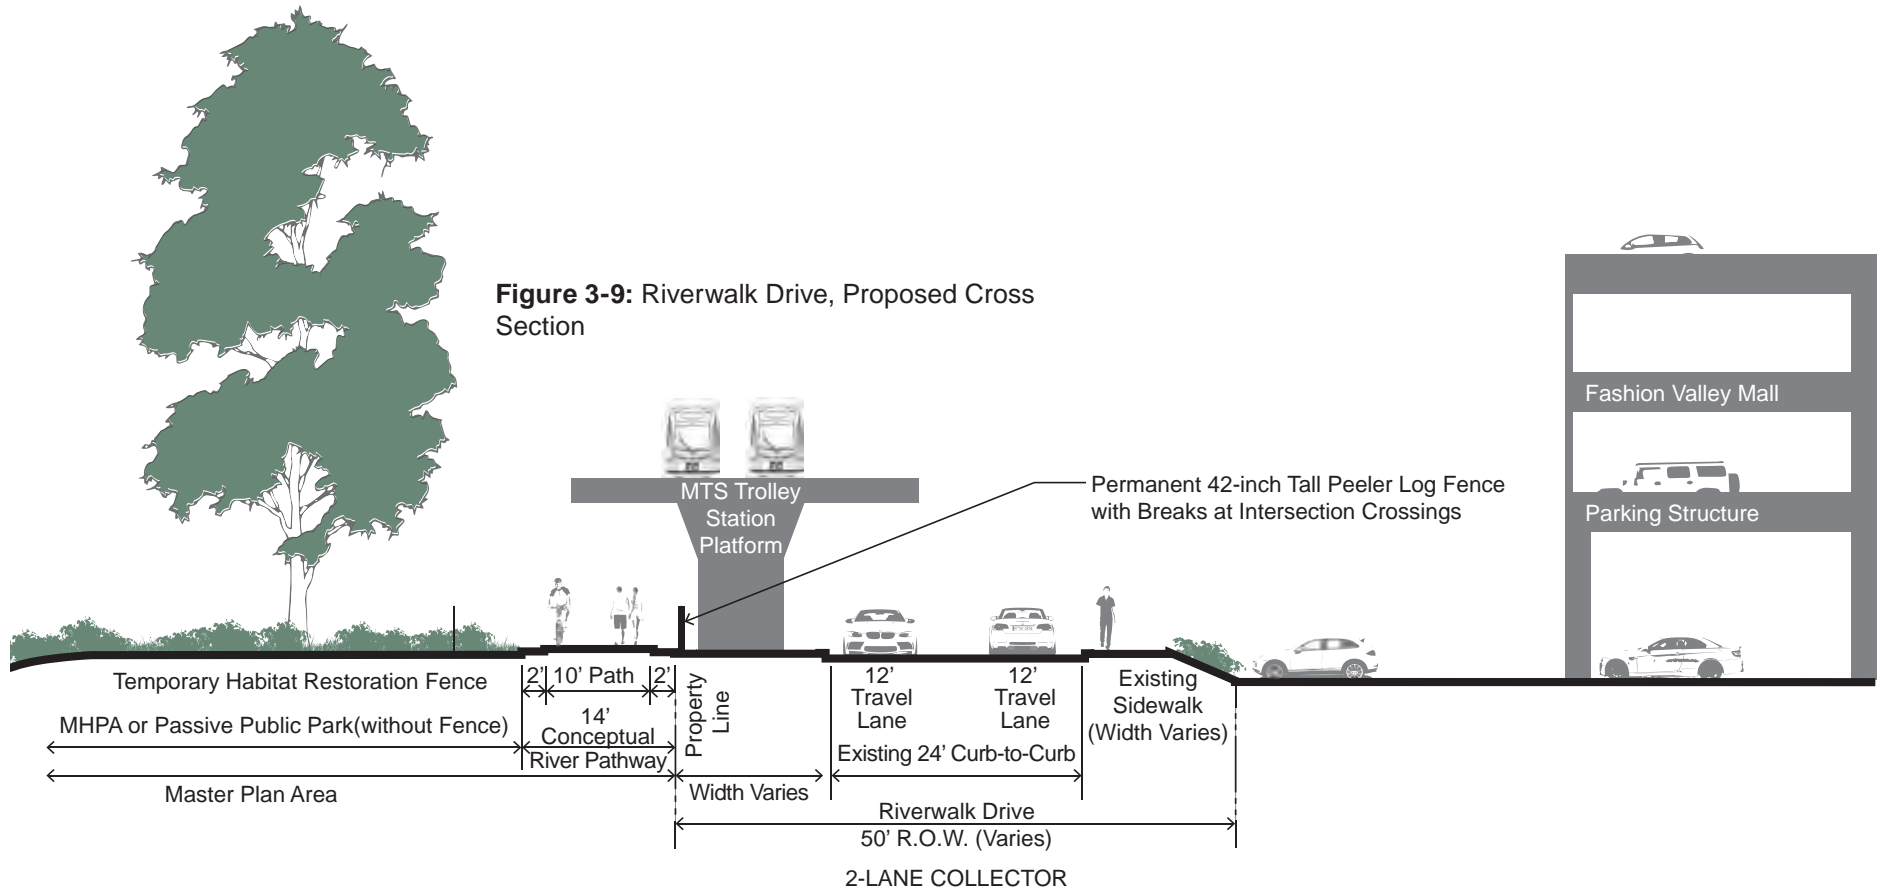 Figure 3-9: Riverwalk Drive, Proposed Cross
Section
Fashion Valley Mall
MTS Trolley
Station
Platform
Permanent 42-inch Tall Peeler Log Fence
with Breaks at Intersection Crossings
Parking Structure
Temporary Habitat Restoration Fence
2'
10' Path
2'
Property
Line
12'
Travel
Lane
12'
Travel
Lane
Existing
Sidewalk
(Width Varies)
MHPA or Passive Public Park(without Fence)
14'
Conceptual
River Pathway
Existing 24' Curb-to-Curb
Master Plan Area
Width Varies
Riverwalk Drive
50' R.O.W. (Varies)
2-LANE COLLECTOR